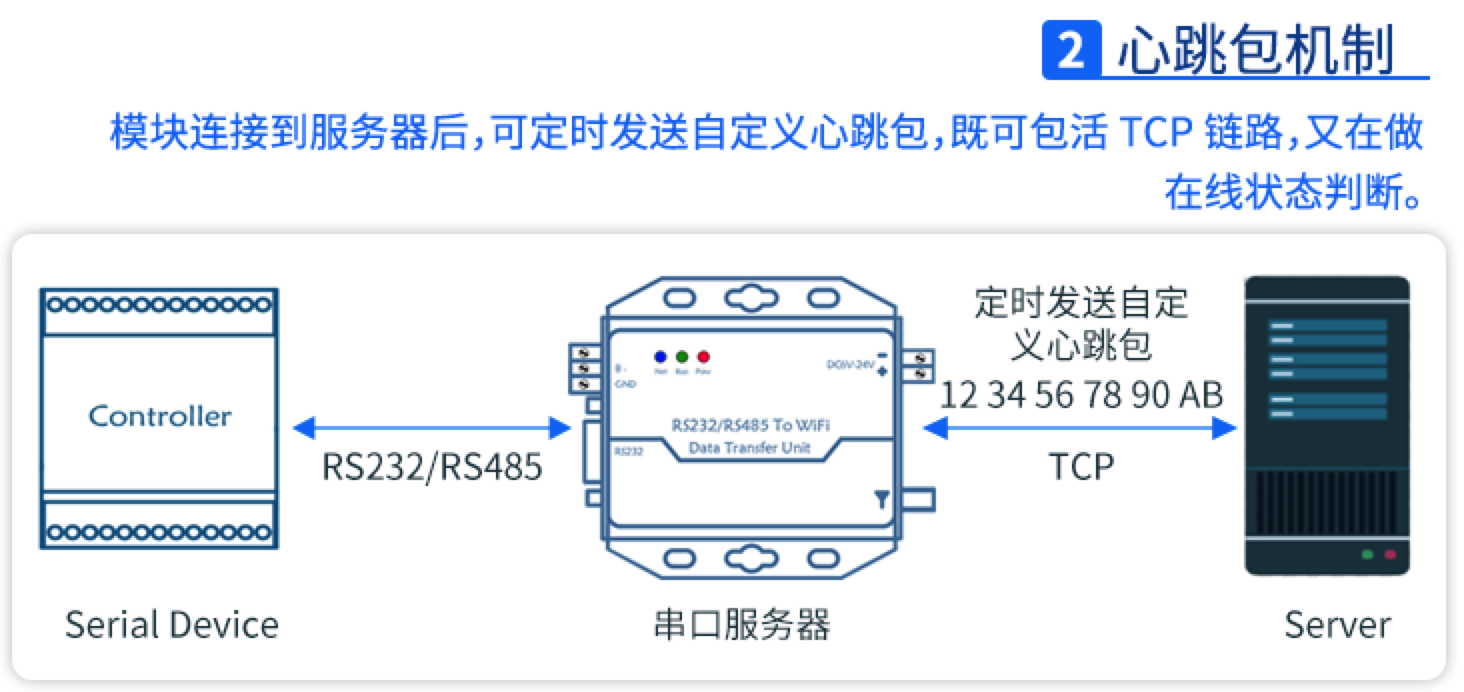 2 心跳包机制
模块连接到服务器后,可定时发送自定义心跳包,既可包活 TCP 链路,又在做
在线状态判断。
Controller
RS232/RS485
B-
GND
RS232
Net Run Pow
DC6V-24V
RS232/RS485 To WiFi
Data Transfer Unit
定时发送自定
义心跳包
12 34 56 78 90 AB
TCP
Serial Device
串口服务器
Server